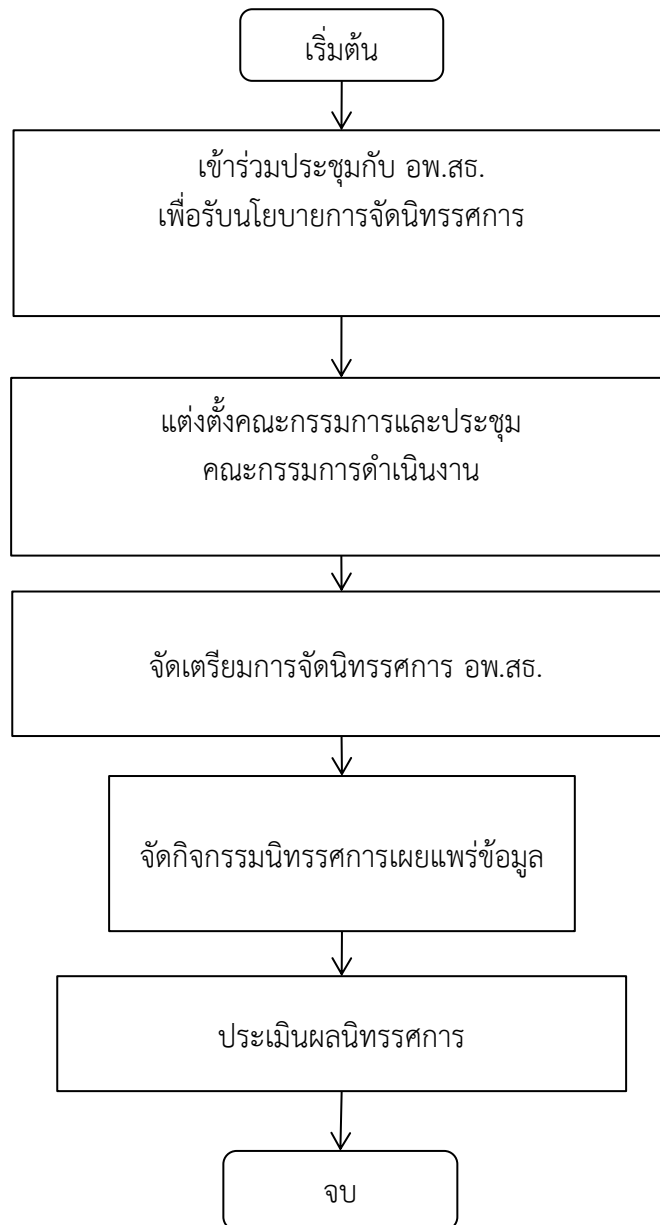 เริ่มต้น
เข้าร่วมประชุมกับ อพ.สธ.
เพื่อรับนโยบายการจัดนิทรรศการ
แต่งตั้งคณะกรรมการและประชุม
คณะกรรมการดำเนินงาน
จัดเตรียมการจัดนิทรรศการ อพ.สธ.
จัดกิจกรรมนิทรรศการเผยแพร่ข้อมูล
ประเมินผลนิทรรศการ
จบ